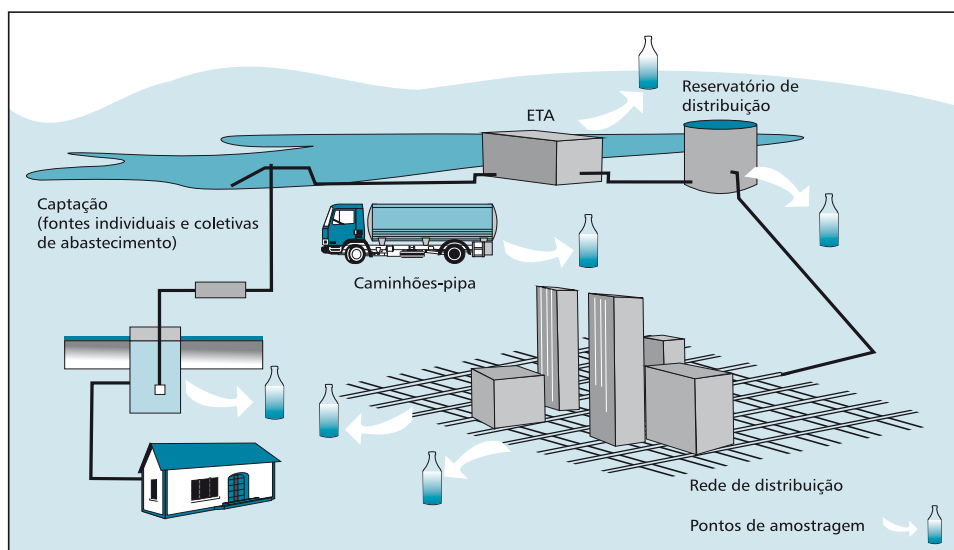 ETA
Reservatório de
distribuição
Captação
(fontes individuais e coletivas
de abastecimento)
Caminhões-pipa
Rede de distribuição
Pontos de amostragem